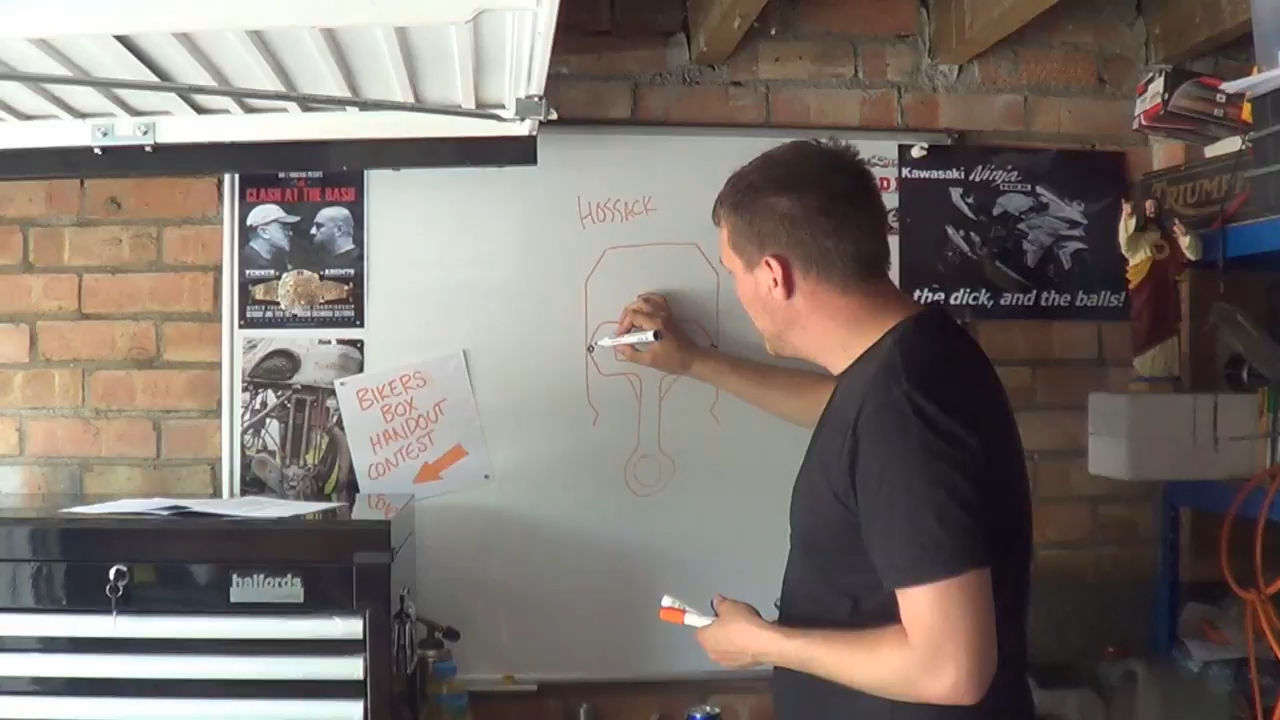 CLASH AT THE BASH
HOSSACK
Kawasaki Ninja
the dick, and the balls!
TRIUMPH
BIKERS
BOX
HANDOUT
CONTEST
halfords